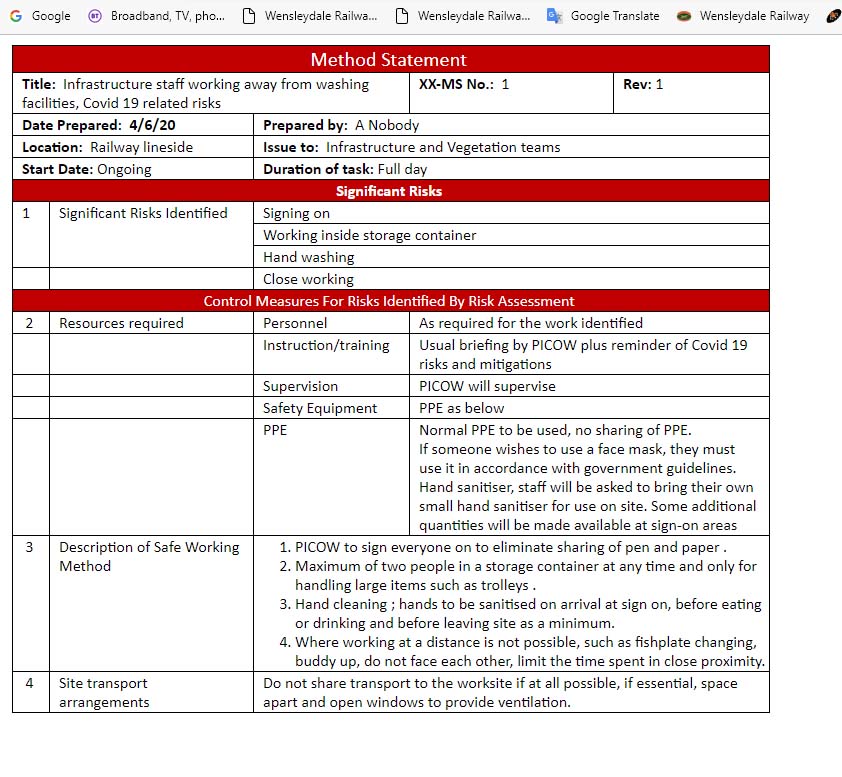 Google Broadband, TV, pho... Wensleydale Railwa... Wensleydale Railwa... Google Translate Wensleydale Railway
Method Statement
Title: Infrastructure staff working away from washing facilities, Covid 19 related risks XX-MS No.: 1 Rev: 1
Date Prepared: 4/6/20 Prepared by: A Nobody
Location: Railway lineside Issue to: Infrastructure and Vegetation teams
Start Date: Ongoing Duration of task: Full day
Significant Risks
1 Significant Risks Identified Signing on
Working inside storage container
Hand washing
Close working
Control Measures For Risks Identified By Risk Assessment
2 Resources required Personnel As required for the work identified
Instruction/training Usual briefing by PICOW plus reminder of Covid 19
risks and mitigations
Supervision PICOW will supervise
Safety Equipment PPE as below
PPE Normal PPE to be used, no sharing of PPE.
If someone wishes to use a face mask, they must
use it in accordance with government guidelines.
Hand sanitiser, staff will be asked to bring their own
small hand sanitiser for use on site. Some additional
quantities will be made available at sign-on areas
3 Description of Safe Working Method 1. PICOW to sign everyone on to eliminate sharing of pen and paper .
2. Maximum of two people in a storage container at any time and only for
handling large items such as trolleys .
3. Hand cleaning ; hands to be sanitised on arrival at sign on, before eating
or drinking and before leaving site as a minimum.
4. Where working at a distance is not possible, such as fishplate changing,
buddy up, do not face each other, limit the time spent in close proximity.
4 Site transport arrangements Do not share transport to the worksite if at all possible, if essential, space
apart and open windows to provide ventilation.